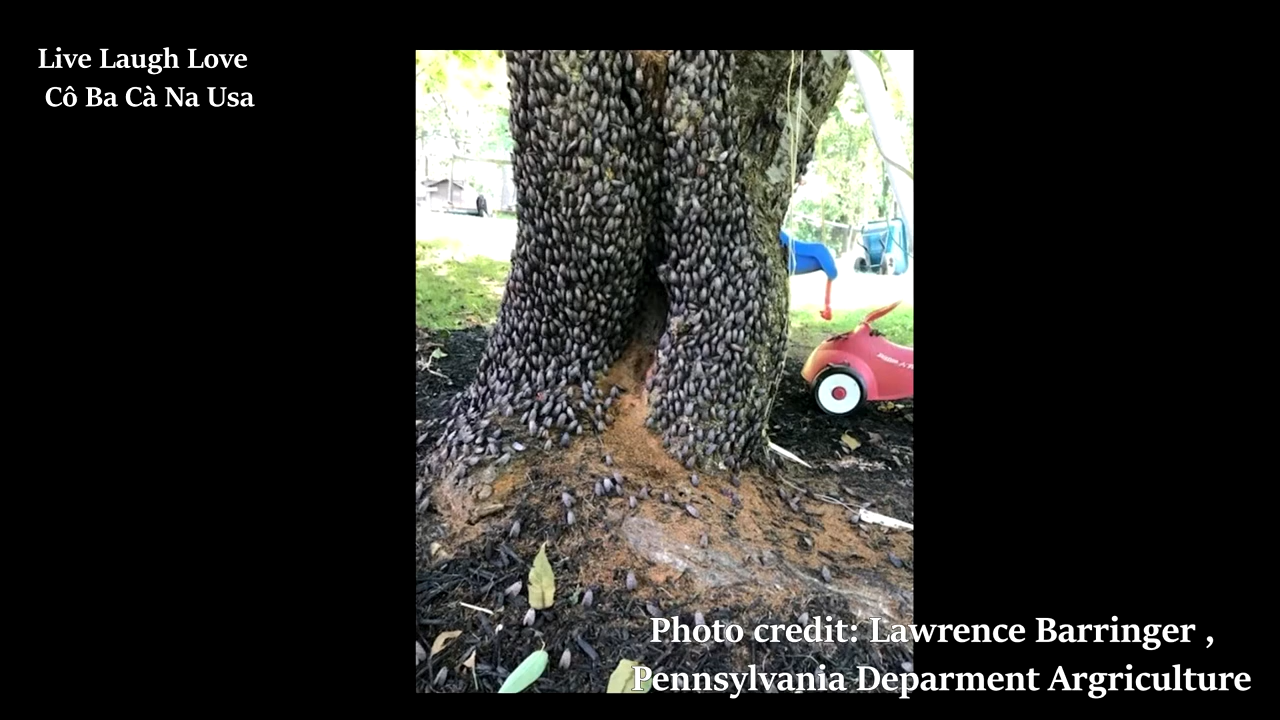 Live Laugh Love
Cô Ba Cà Na Usa
Photo credit: Lawrence Barringer ,
Pennsylvania Deparment Argriculture